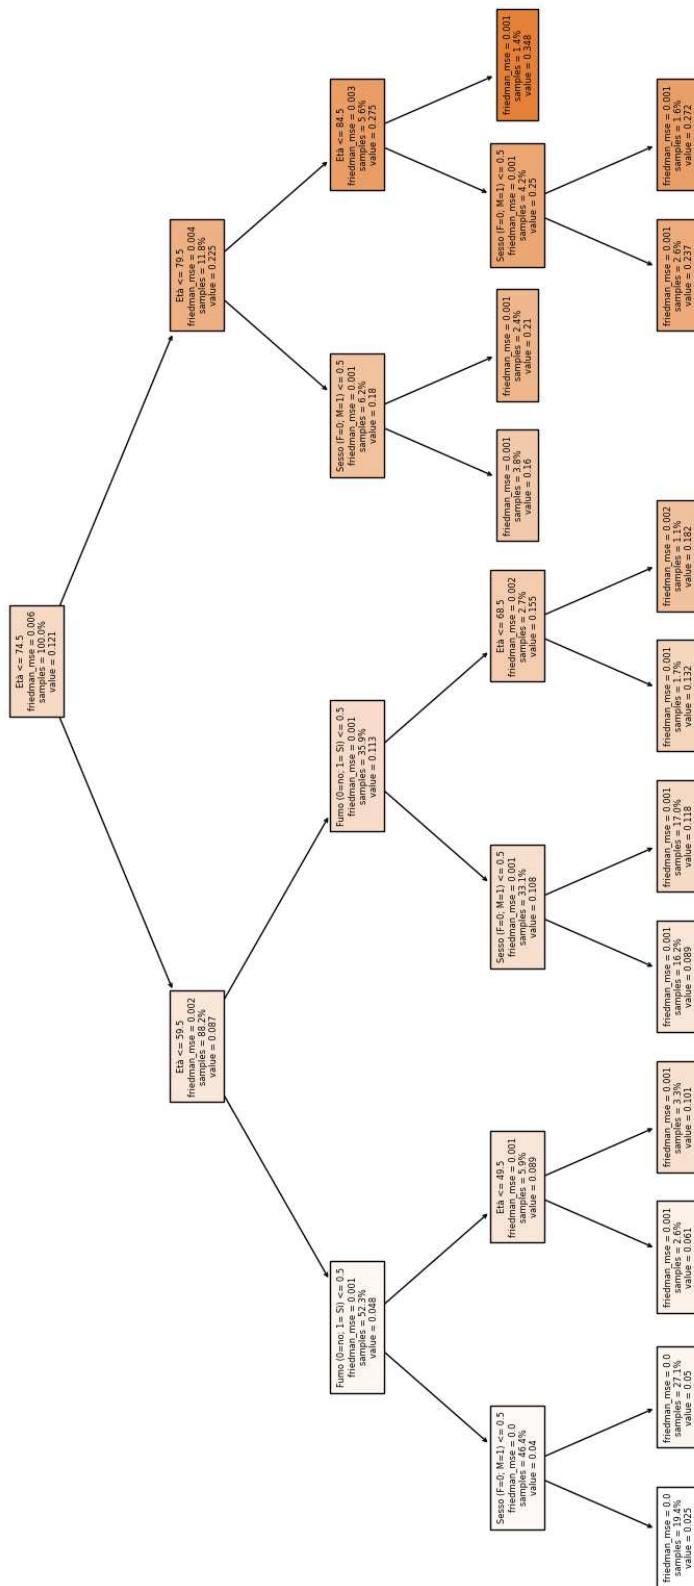 Età <= 74.5
friedman_mse = 0.006
samples = 100.0%
value = 0.121
Età <= 59.5
friedman_mse = 0.002
samples = 88.2%
value = 0.087
Età <= 79.5
friedman_mse = 0.004
samples = 11.8%
value = 0.225
Fumo (0=no; 1= Si) <= 0.5
friedman_mse = 0.001
samples = 52.3%
value = 0.048
Fumo (0=no; 1= Si) <= 0.5
friedman_mse = 0.001
samples = 35.9%
value = 0.113
Sesso (F=0; M=1) <= 0.5
friedman_mse = 0.001
samples = 6.2%
value = 0.18
Età <= 84.5
friedman_mse = 0.003
samples = 5.6%
value = 0.275
Sesso (F=0; M=1) <= 0.5
friedman_mse = 0.0
samples = 46.4%
value = 0.04
Età <= 49.5
friedman_mse = 0.001
samples = 5.9%
value = 0.089
Sesso (F=0; M=1) <= 0.5
friedman_mse = 0.001
samples = 33.1%
value = 0.108
Età <= 68.5
friedman_mse = 0.002
samples = 2.7%
value = 0.155
friedman_mse = 0.001
samples = 3.8%
value = 0.16
friedman_mse = 0.001
samples = 2.4%
value = 0.21
Sesso (F=0; M=1) <= 0.5
friedman_mse = 0.001
samples = 4.2%
value = 0.25
friedman_mse = 0.001
samples = 1.4%
value = 0.348
friedman_mse = 0.0
samples = 19.4%
value = 0.025
friedman_mse = 0.0
samples = 27.1%
value = 0.05
friedman_mse = 0.001
samples = 2.6%
value = 0.061
friedman_mse = 0.001
samples = 3.3%
value = 0.101
friedman_mse = 0.001
samples = 16.2%
value = 0.089
friedman_mse = 0.001
samples = 17.0%
value = 0.118
friedman_mse = 0.001
samples = 1.7%
value = 0.132
friedman_mse = 0.002
samples = 1.1%
value = 0.182
friedman_mse = 0.001
samples = 2.6%
value = 0.237
friedman_mse = 0.001
samples = 1.6%
value = 0.272